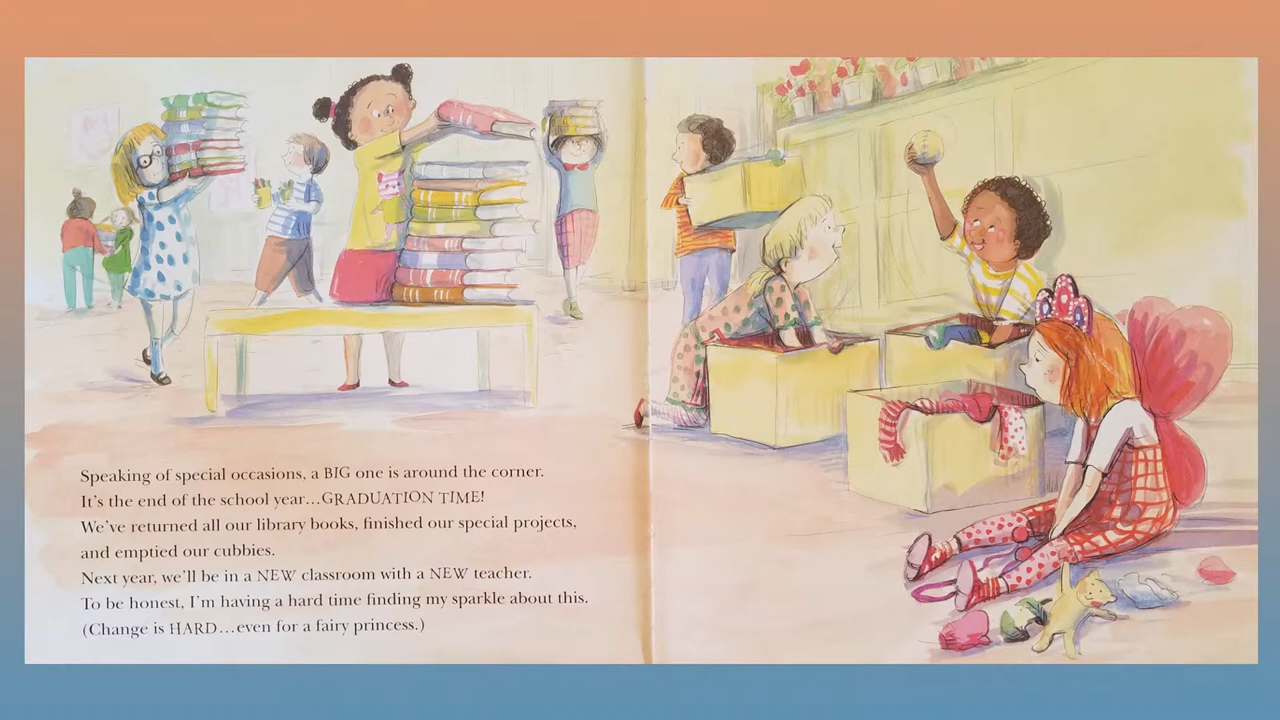 Speaking of special occasions, a BIG one is around the corner.
It's the end of the school year...GRADUATION TIME!
We've returned all our library books, finished our special projects,
and emptied our cubbies.
Next year, we'll be in a NEW classroom with a NEW teacher.
To be honest, I'm having a hard time finding my sparkle about this.
(Change is HARD...even for a fairy princess.)